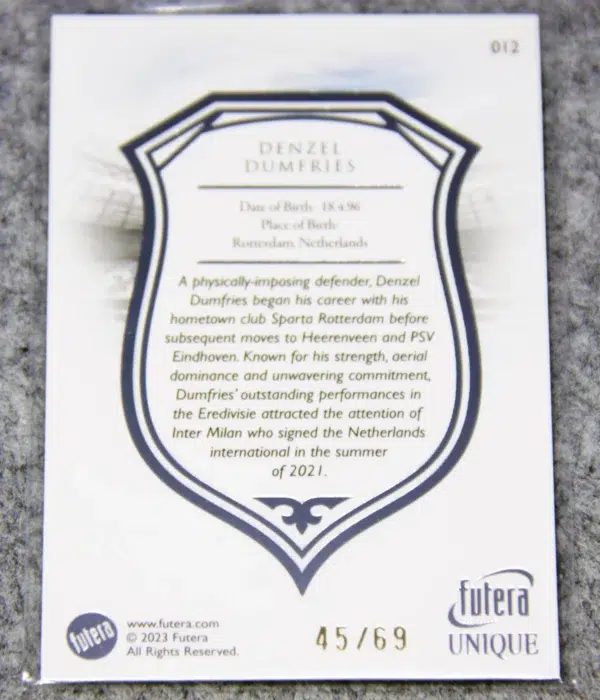 012
DENZEL
DUMFRIES
Date of Birth: 18.4.96
Place of Birth:
Rotterdam, Netherlands
A physically-imposing defender, Denzel
Dumfries began his career with his
hometown club Sparta Rotterdam before
subsequent moves to Heerenveen and PSV
Eindhoven. Known for his strength, aerial
dominance and unwavering commitment,
Dumfries' outstanding performances in
the Eredivisie attracted the attention of
Inter Milan who signed the Netherlands
international in the summer
of 2021.
futera
www.futera.com
© 2023 Futera
All Rights Reserved.
45/69
futera
UNIQUE